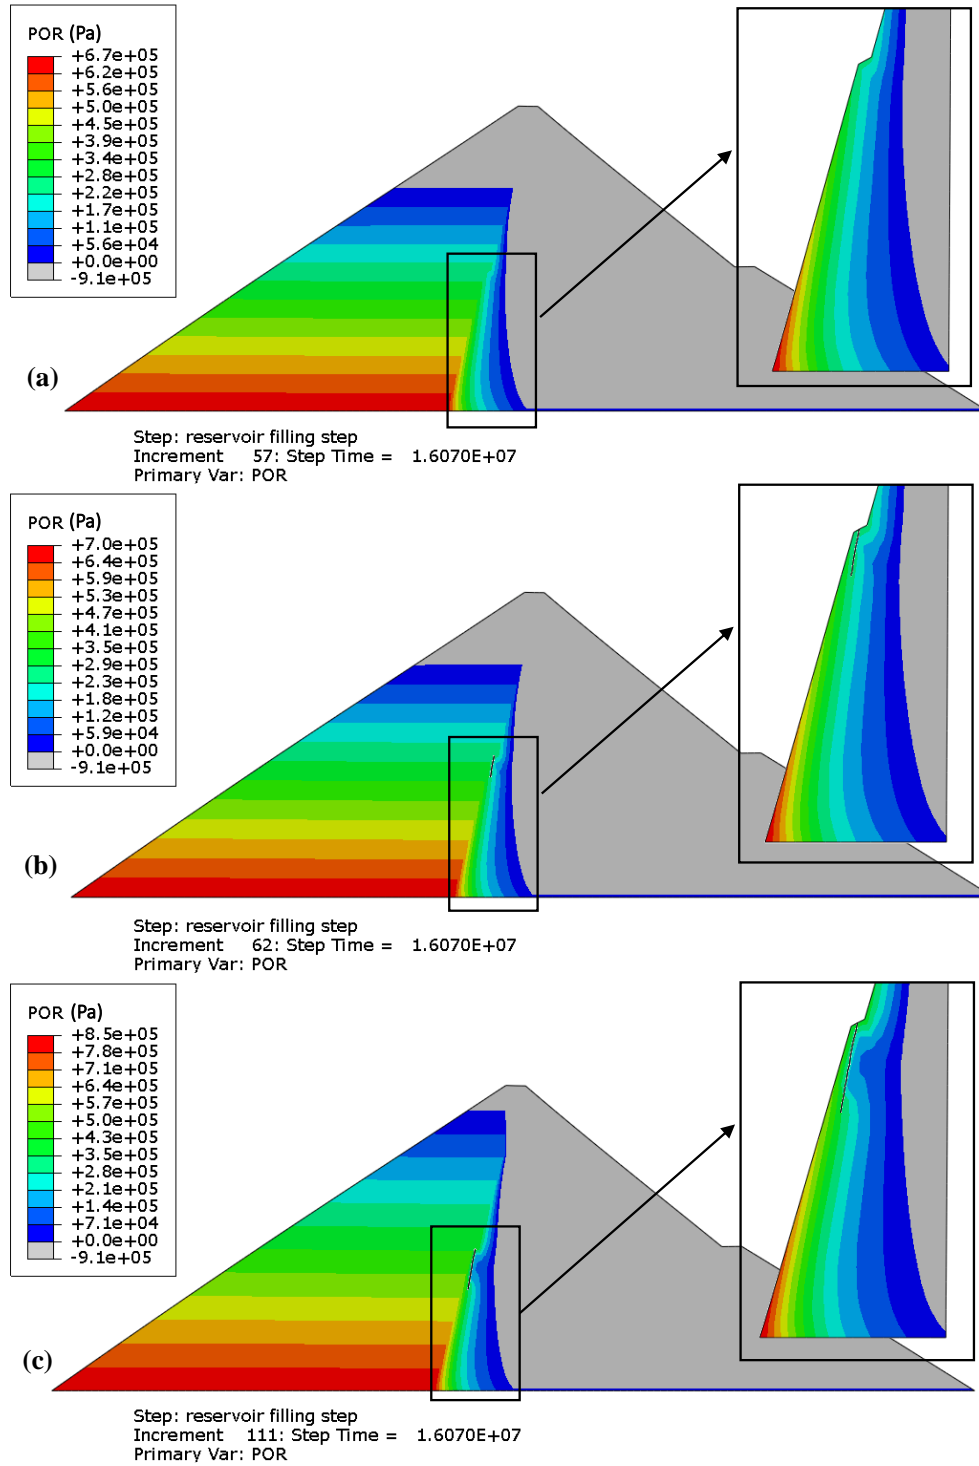 POR (Pa)
+6.7e+05
+6.2e+05
+5.6e+05
+5.0e+05
+4.5e+05
+3.9e+05
+3.4e+05
+2.8e+05
+2.2e+05
+1.7e+05
+1.1e+05
+5.6e+04
+0.0e+00
-9.1e+05
(a)
Step: reservoir filling step
Increment 57: Step Time = 1.6070E+07
Primary Var: POR
POR (Pa)
+7.0e+05
+6.4e+05
+5.9e+05
+5.3e+05
+4.7e+05
+4.1e+05
+3.5e+05
+2.9e+05
+2.3e+05
+1.8e+05
+1.2e+05
+5.9e+04
+0.0e+00
-9.1e+05
(b)
Step: reservoir filling step
Increment 62: Step Time = 1.6070E+07
Primary Var: POR
POR (Pa)
+8.5e+05
+7.8e+05
+7.1e+05
+6.4e+05
+5.7e+05
+5.0e+05
+4.3e+05
+3.5e+05
+2.8e+05
+2.1e+05
+1.4e+05
+7.1e+04
+0.0e+00
-9.1e+05
(c)
Step: reservoir filling step
Increment 111: Step Time = 1.6070E+07
Primary Var: POR